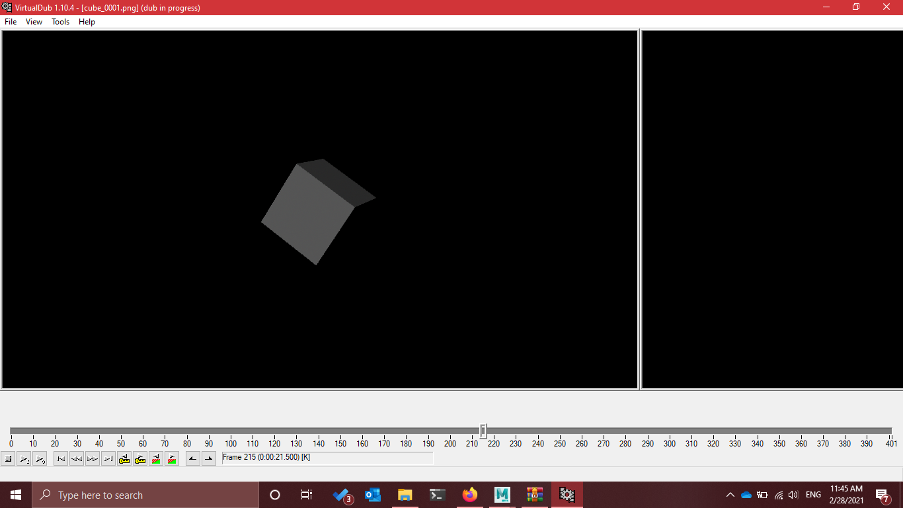 VirtualDub 1.10.4 - [cube_0001.png] (dub in progress)
File View Tools Help
0 10 20 30 40 50 60 70 80 90 100 110 120 130 140 150 160 170 180 190 200 210 220 230 240 250 260 270 280 290 300 310 320 330 340 350 360 370 380 390 401
Frame 215 (0:00:21.500) [K]
Type here to search
3
M
ENG
11:45 AM
2/28/2021
7